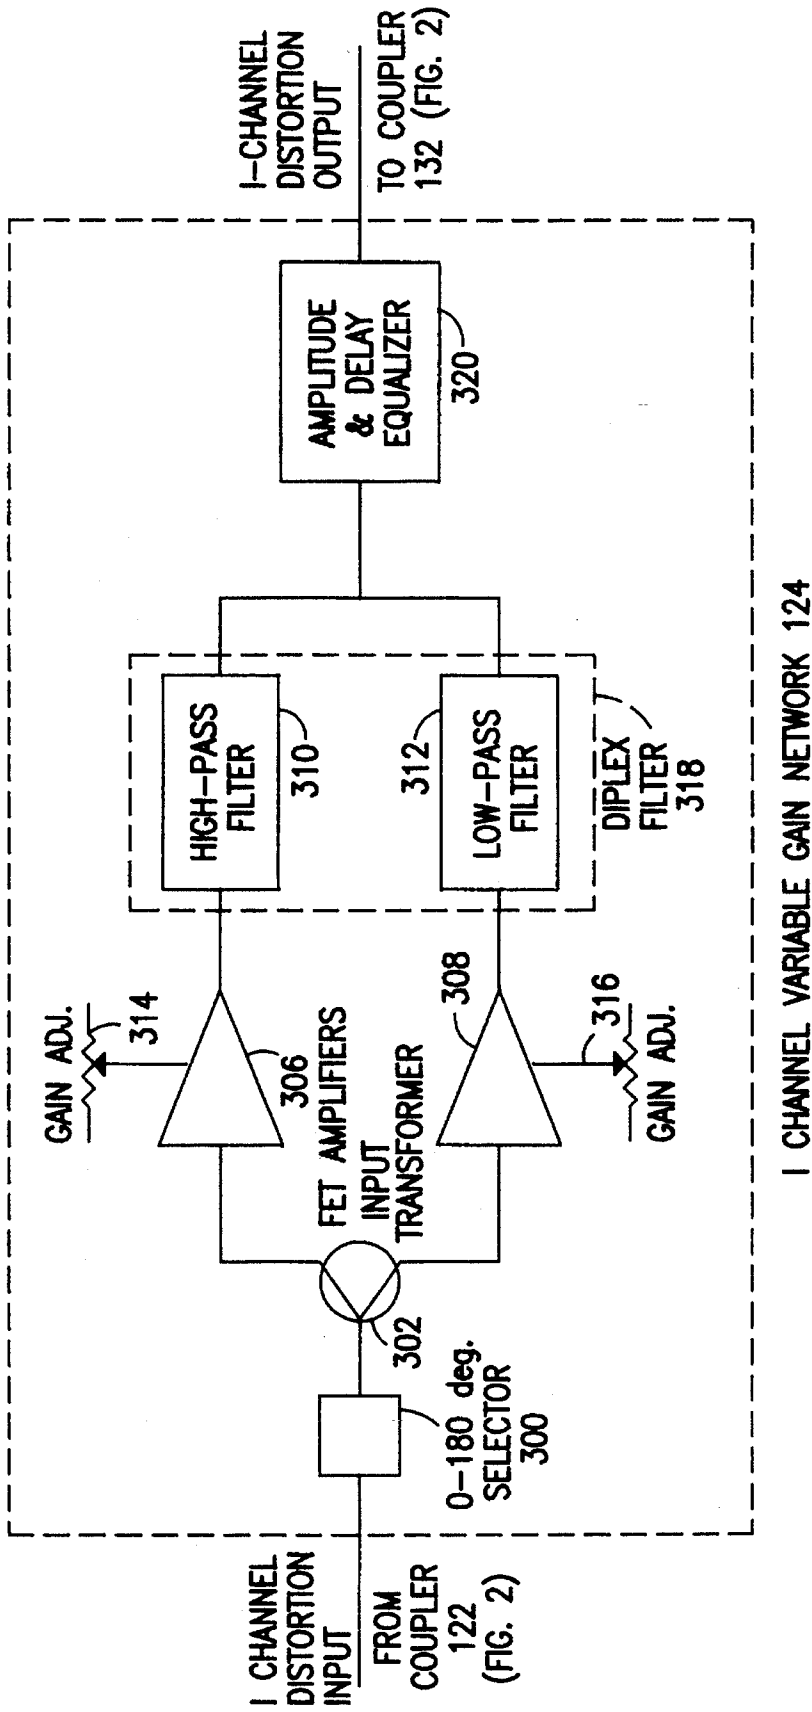 I CHANNEL
DISTORTION
INPUT
FROM
COUPLER
122
(FIG. 2)
0-180 deg.
SELECTOR
300
302
INPUT
TRANSFORMER
FET AMPLIFIERS
GAIN ADJ.
314
306
308
316
GAIN ADJ.
HIGH-PASS
FILTER
310
312
LOW-PASS
FILTER
DIPLEX
FILTER
318
AMPLITUDE
& DELAY
EQUALIZER
320
I-CHANNEL
DISTORTION
OUTPUT
TO COUPLER
132 (FIG. 2)
I CHANNEL VARIABLE GAIN NETWORK 124